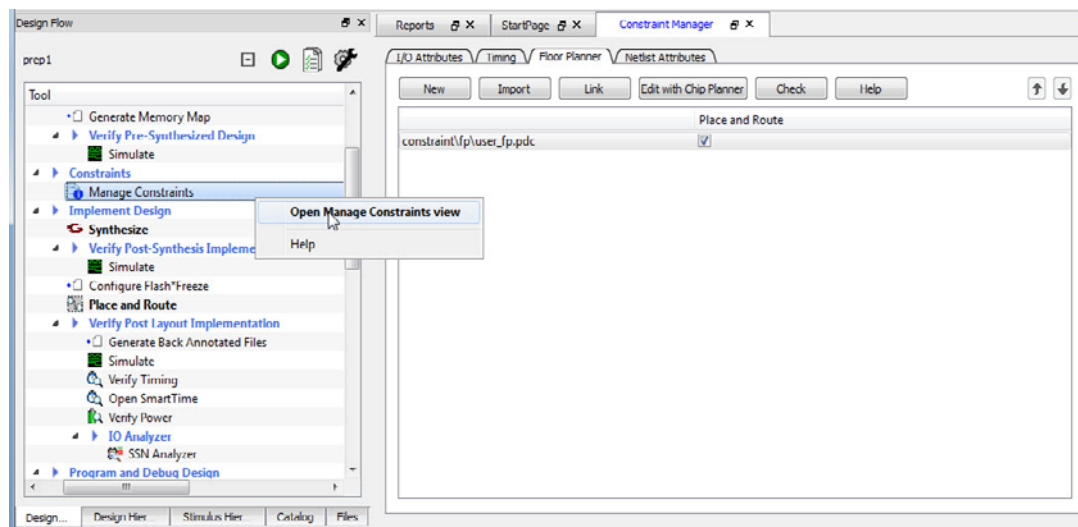 Design Flow
Reports
StartPage
Constraint Manager
prep1
I/O Attributes
Timing
Floor Planner
Netlist Attributes
New
Import
Link
Edit with Chip Planner
Check
Help
Tool
Place and Route
constraint\fp\user_fp.pdc
Generate Memory Map
Verify Pre-Synthesized Design
Simulate
Constraints
Manage Constraints
Open Manage Constraints view
Help
Implement Design
Synthesize
Verify Post-Synthesis Impleme
Simulate
Configure Flash*Freeze
Place and Route
Verify Post Layout Implementation
Generate Back Annotated Files
Simulate
Verify Timing
Open SmartTime
Verify Power
IO Analyzer
SSN Analyzer
Program and Debug Design
Design...
Design Hier...
Stimulus Hier...
Catalog
Files